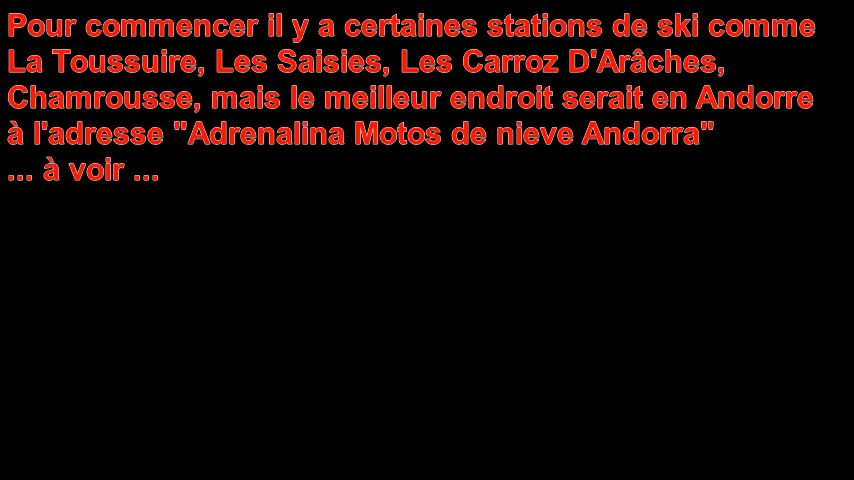 Pour commencer il y a certaines stations de ski comme
La Toussuire, Les Saisies, Les Carroz D'Arâches,
Chamrousse, mais le meilleur endroit serait en Andorre
à l'adresse "Adrenalina Motos de nieve Andorra"
... à voir ...